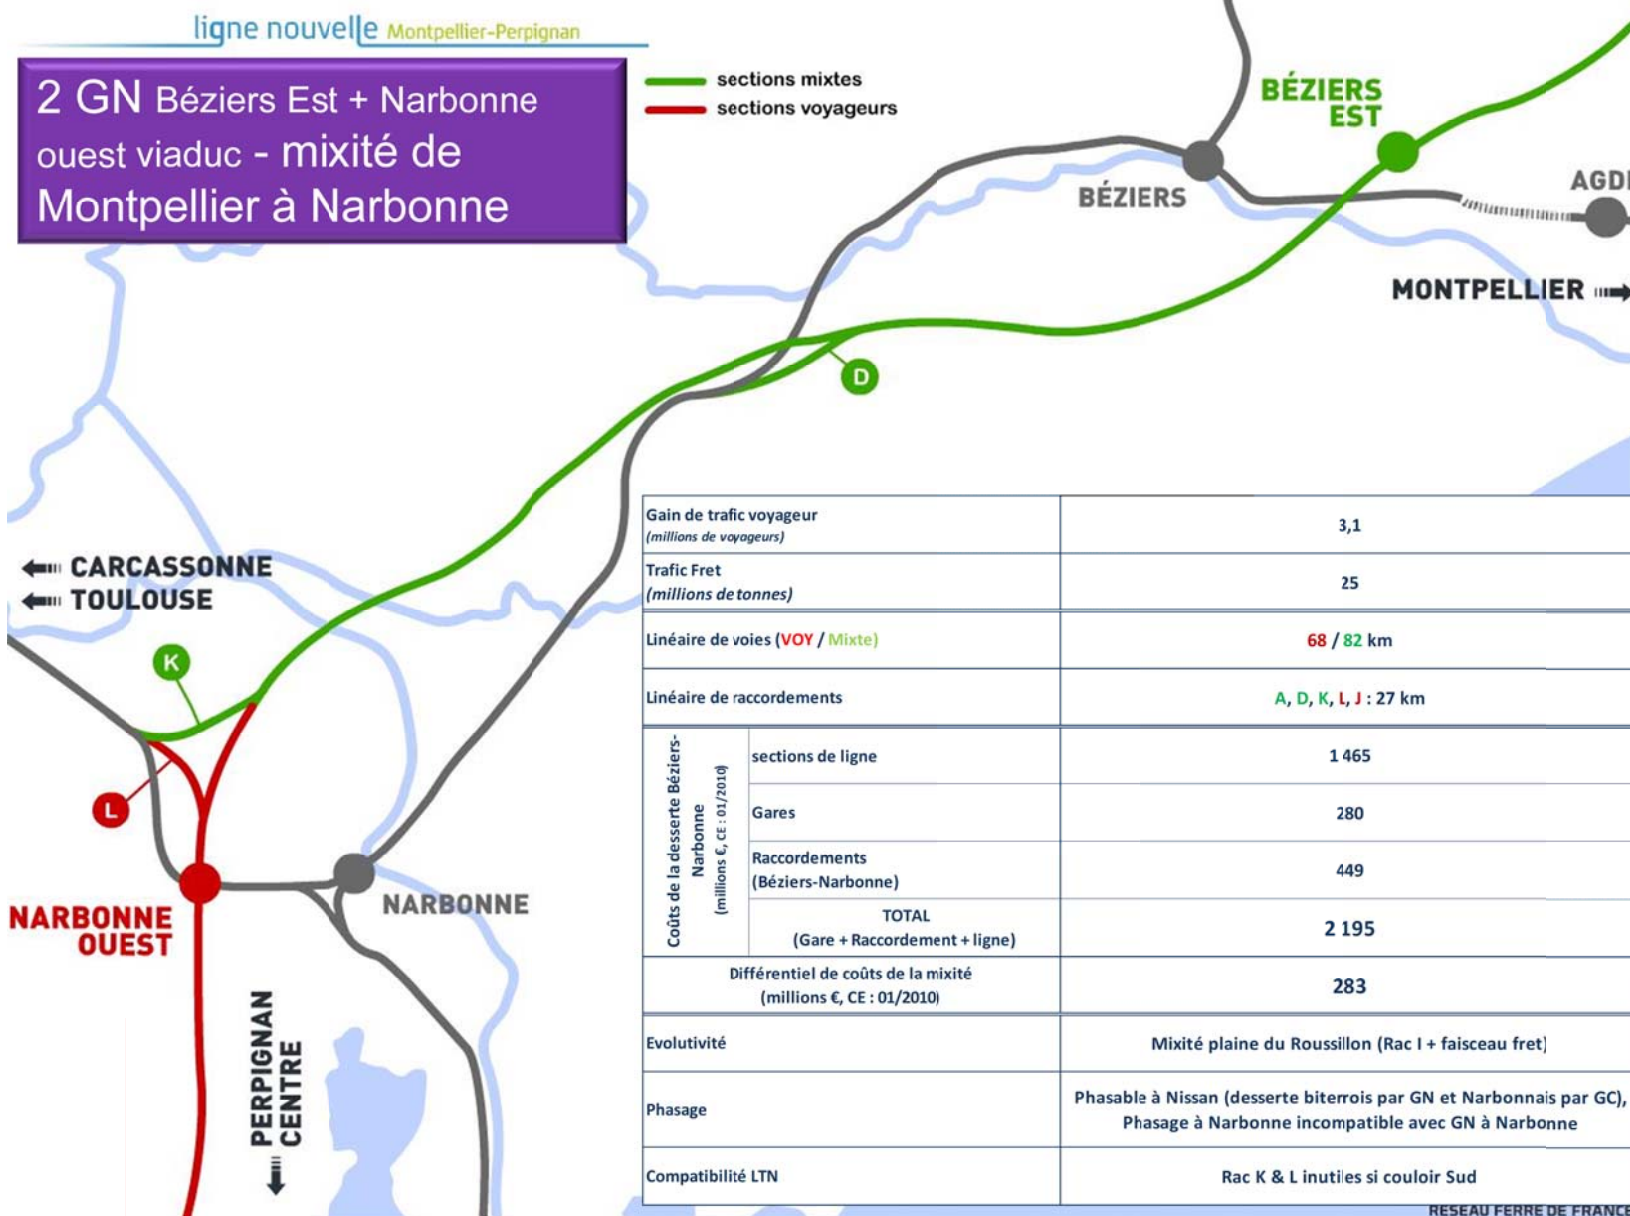 ligne nouvelle Montpellier-Perpignan
2 GN Béziers Est + Narbonne
ouest viaduc - mixité de
Montpellier à Narbonne
sections mixtes
sections voyageurs
BÉZIERS
EST
BÉZIERS
AGD
MONTPELLIER
D
CARCASSONNE
TOULOUSE
K
L
NARBONNE
OUEST
NARBONNE
PERPIGNAN
CENTRE
Gain de trafic voyageur
(millions de voyageurs)
3,1
Trafic Fret
(millions de tonnes)
25
Linéaire de voies (VOY / Mixte)
68 / 82 km
Linéaire de raccordements
A, D, K, L, J : 27 km
Coûts de la desserte Béziers-
Narbonne
(millions €, CE : 01/2010)
sections de ligne
1 465
Gares
280
Raccordements
(Béziers-Narbonne)
449
TOTAL
(Gare + Raccordement + ligne)
2 195
Différentiel de coûts de la mixité
(millions €, CE : 01/2010)
283
Evolutivité
Mixité plaine du Roussillon (Rac I + faisceau fret)
Phasage
Phasable à Nissan (desserte biterrois par GN et Narbonnais par GC),
Phasage à Narbonne incompatible avec GN à Narbonne
Compatibilité LTN
Rac K & L inutiles si couloir Sud
RESEAU FERRE DE FRANCE